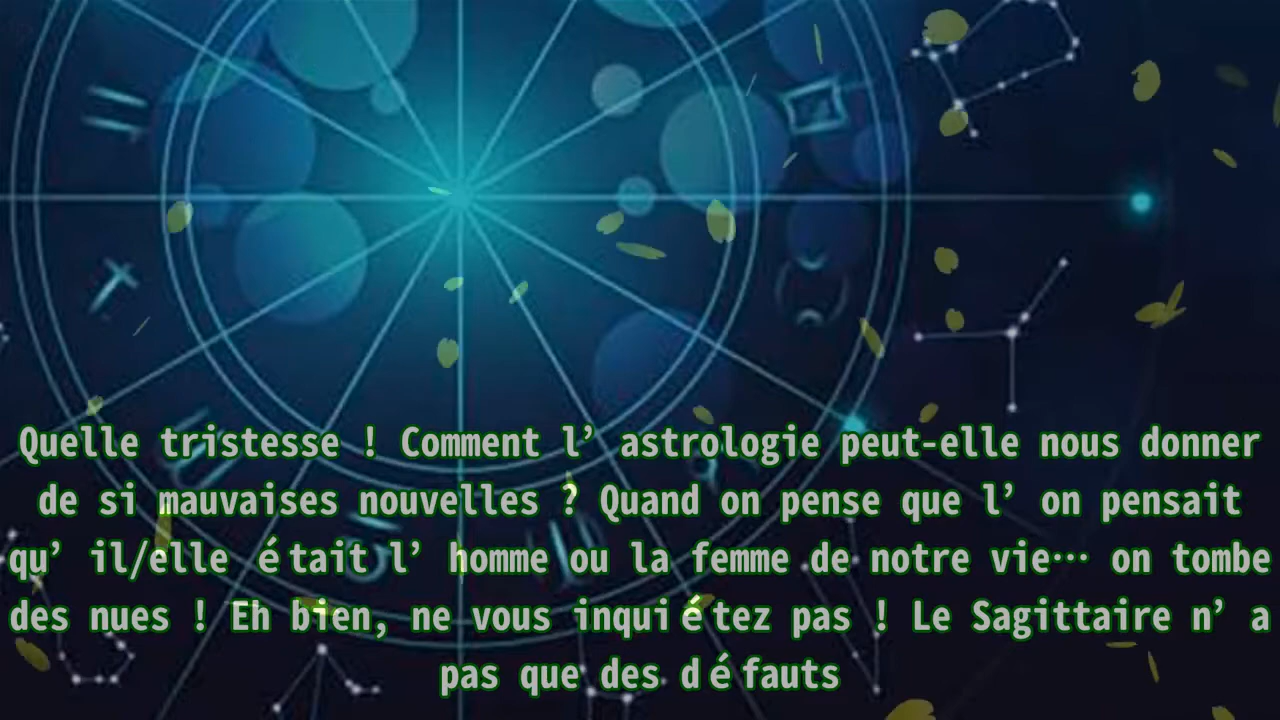 Quelle tristesse ! Comment l’ astrologie peut-elle nous donner
de si mauvaises nouvelles ? Quand on pense que l’ on pensait
qu’ il/elle était l’ homme ou la femme de notre vie… on tombe
des nues ! Eh bien, ne vous inquiétez pas ! Le Sagittaire n’ a
pas que des défauts